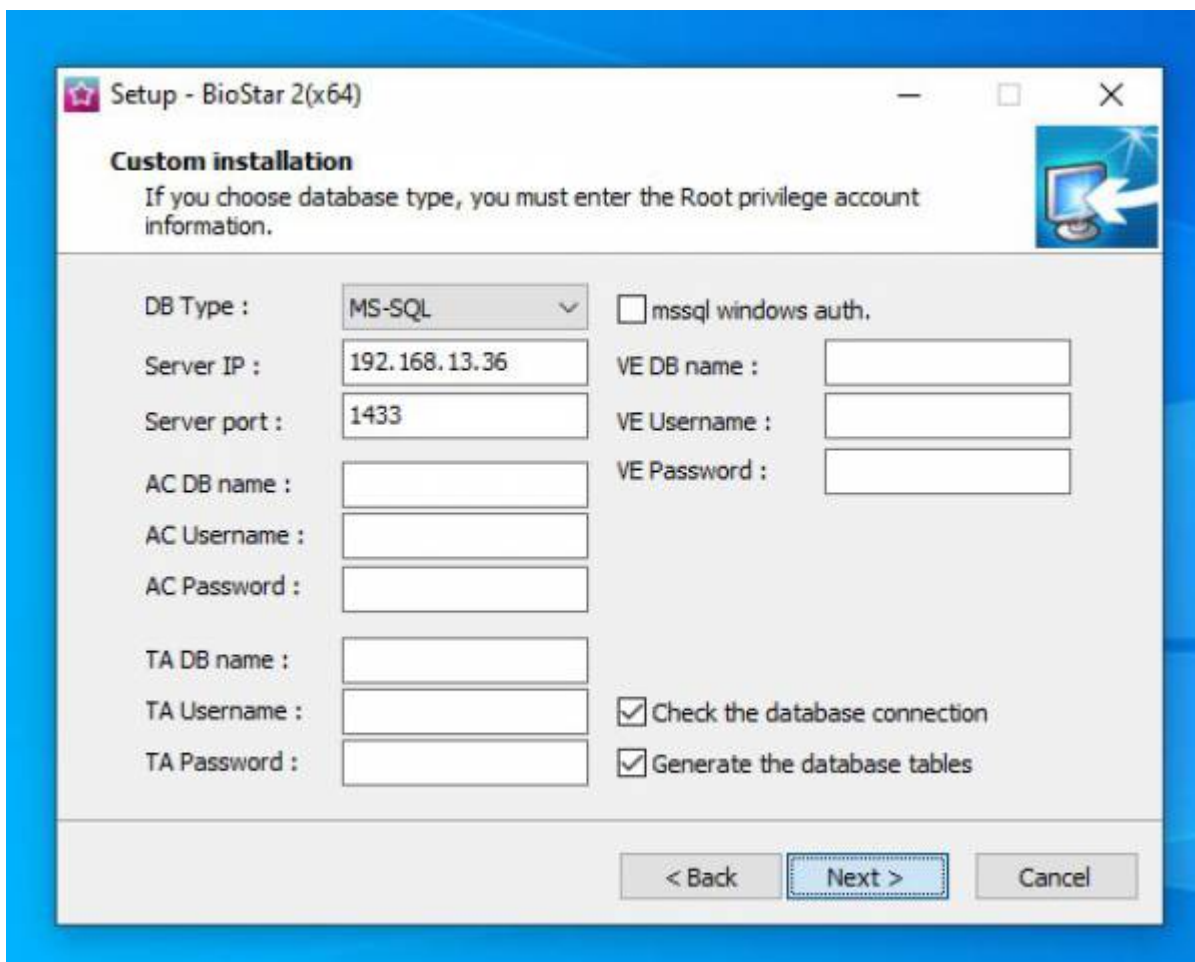 Setup - BioStar 2(x64)
Custom installation
If you choose database type, you must enter the Root privilege account
information.
DB Type :
MS-SQL
mssql windows auth.
Server IP :
192.168.13.36
VE DB name :
Server port :
1433
VE Username :
VE Password :
AC DB name :
AC Username :
AC Password :
TA DB name :
TA Username :
Check the database connection
TA Password :
Generate the database tables
< Back
Next >
Cancel